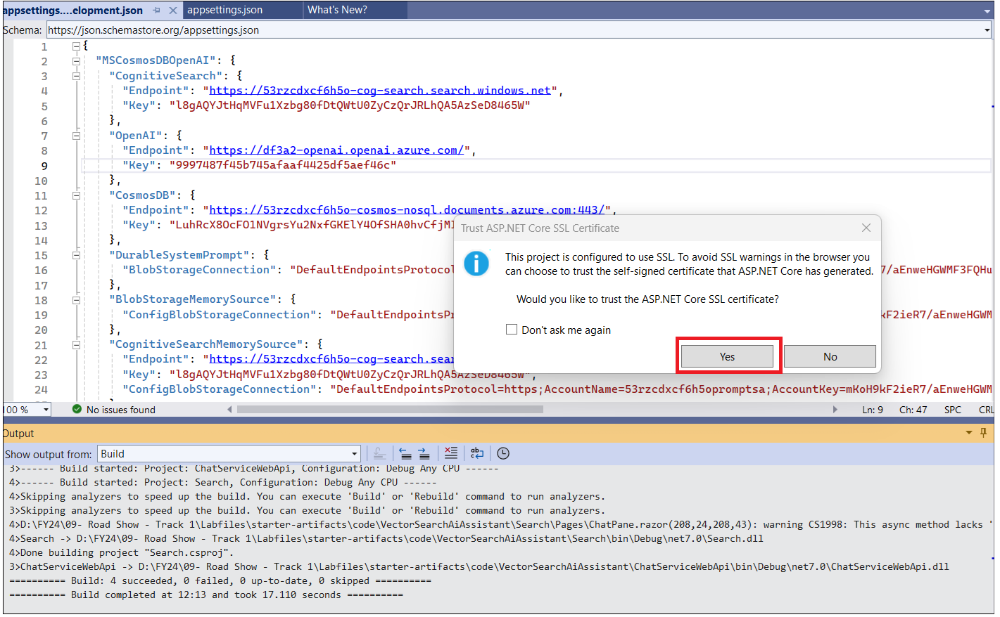 appsettings....elopment.json
appsettings.json
What's New?
Schema: https://json.schemastore.org/appsettings.json
1 {
2 "MSCosmosDBOpenAI": {
3 "CognitiveSearch": {
4 "Endpoint": "https://53rzcdxcf6h5o-cog-search.search.windows.net",
5 "Key": "l8gAQYJtHqMVFu1Xzbg80fDtQWtU0ZyCzQrJRLhQA5AzSeD8465W"
6 },
7 "OpenAI": {
8 "Endpoint": "https://df3a2-openai.openai.azure.com/",
9 "Key": "9997487f45b745afaaf4425df5aef46c"
10 },
11 "CosmosDB": {
12 "Endpoint": "https://53rzcdxcf6h5o-cosmos-nosql.documents.azure.com:443/",
13 "Key": "LuhRcX8OcFO1NVgrsYu2NxfGKElY4OfSHA0hvCfjM
14 },
15 "DurableSystemPrompt": {
16 "BlobStorageConnection": "DefaultEndpointsProtocol 7/aEnweHGWMF3FQHu
17 },
18 "BlobStorageMemorySource": {
19 "ConfigBlobStorageConnection": "DefaultEndpointsPr kF2ieR7/aEnweHGWM
20 },
21 "CognitiveSearchMemorySource": {
22 "Endpoint": "https://53rzcdxcf6h5o-cog-search.sear
23 "Key": "l8gAQYJtHqMVFu1Xzbg80fDtQWtU0ZyCzQrJRLhQA5AzSeD8465W",
24 "ConfigBlobStorageConnection": "DefaultEndpointsProtocol=https;AccountName=53rzcdxcf6h5opromptsa;AccountKey=mKoH9kF2ieR7/aEnweHGWM
Trust ASP.NET Core SSL Certificate
This project is configured to use SSL. To avoid SSL warnings in the browser you
can choose to trust the self-signed certificate that ASP.NET Core has generated.
Would you like to trust the ASP.NET Core SSL certificate?
Don't ask me again
Yes
No
100 %
No issues found
Ln: 9 Ch: 47 SPC CRL
Output
Show output from: Build
3>------ Build started: Project: ChatServiceWebApi, Configuration: Debug Any CPU ------
4>------ Build started: Project: Search, Configuration: Debug Any CPU ------
4>Skipping analyzers to speed up the build. You can execute 'Build' or 'Rebuild' command to run analyzers.
3>Skipping analyzers to speed up the build. You can execute 'Build' or 'Rebuild' command to run analyzers.
4>D:\FY24\09- Road Show - Track 1\Labfiles\starter-artifacts\code\VectorSearchAiAssistant\Search\Pages\ChatPane.razor(208,24,208,43): warning CS1998: This async method lacks '
4>Search -> D:\FY24\09- Road Show - Track 1\Labfiles\starter-artifacts\code\VectorSearchAiAssistant\Search\bin\Debug\net7.0\Search.dll
4>Done building project "Search.csproj".
3>ChatServiceWebApi -> D:\FY24\09- Road Show - Track 1\Labfiles\starter-artifacts\code\VectorSearchAiAssistant\ChatServiceWebApi\bin\Debug\net7.0\ChatServiceWebApi.dll
========== Build: 4 succeeded, 0 failed, 0 up-to-date, 0 skipped ==========
========== Build completed at 12:13 and took 17.110 seconds ==========